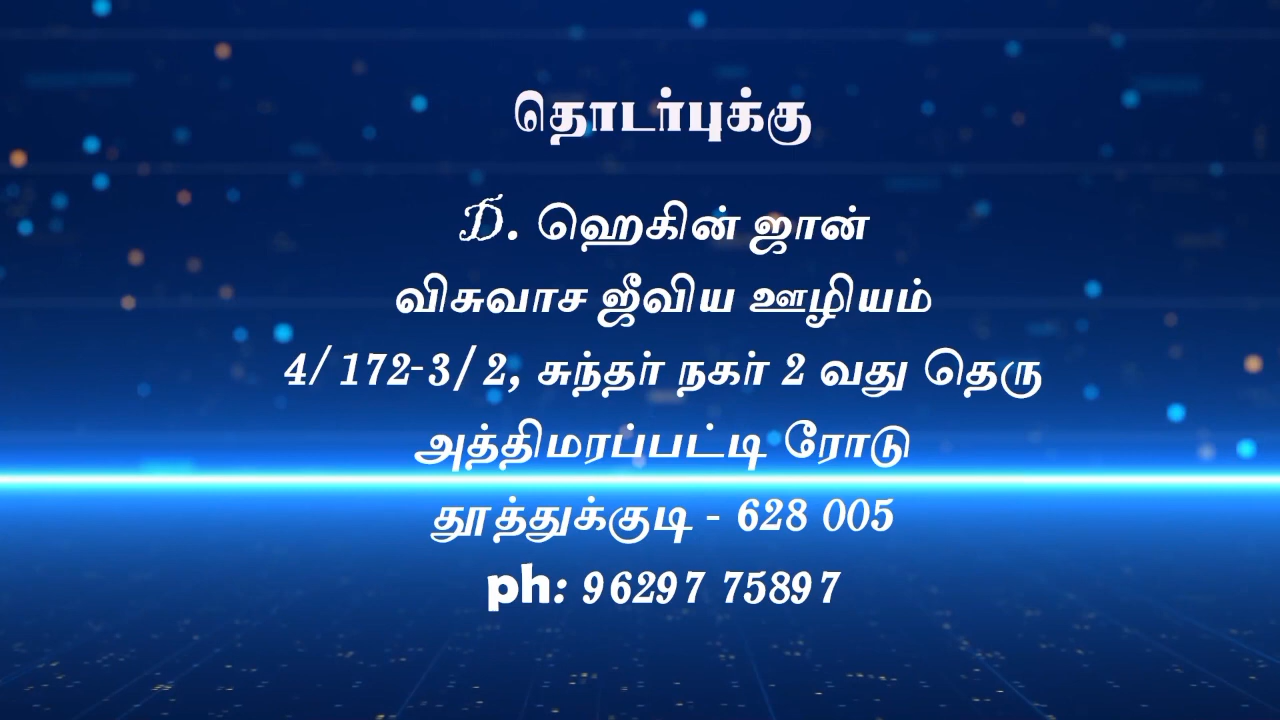 தொடர்புக்கு
D. ஹெகின் ஜான்
விசுவாச ஜீவிய ஊழியம்
4/172-3/2, சுந்தர் நகர் 2 வது தெரு
அத்திமரப்பட்டி ரோடு
தூத்துக்குடி - 628 005
ph: 96297 75897